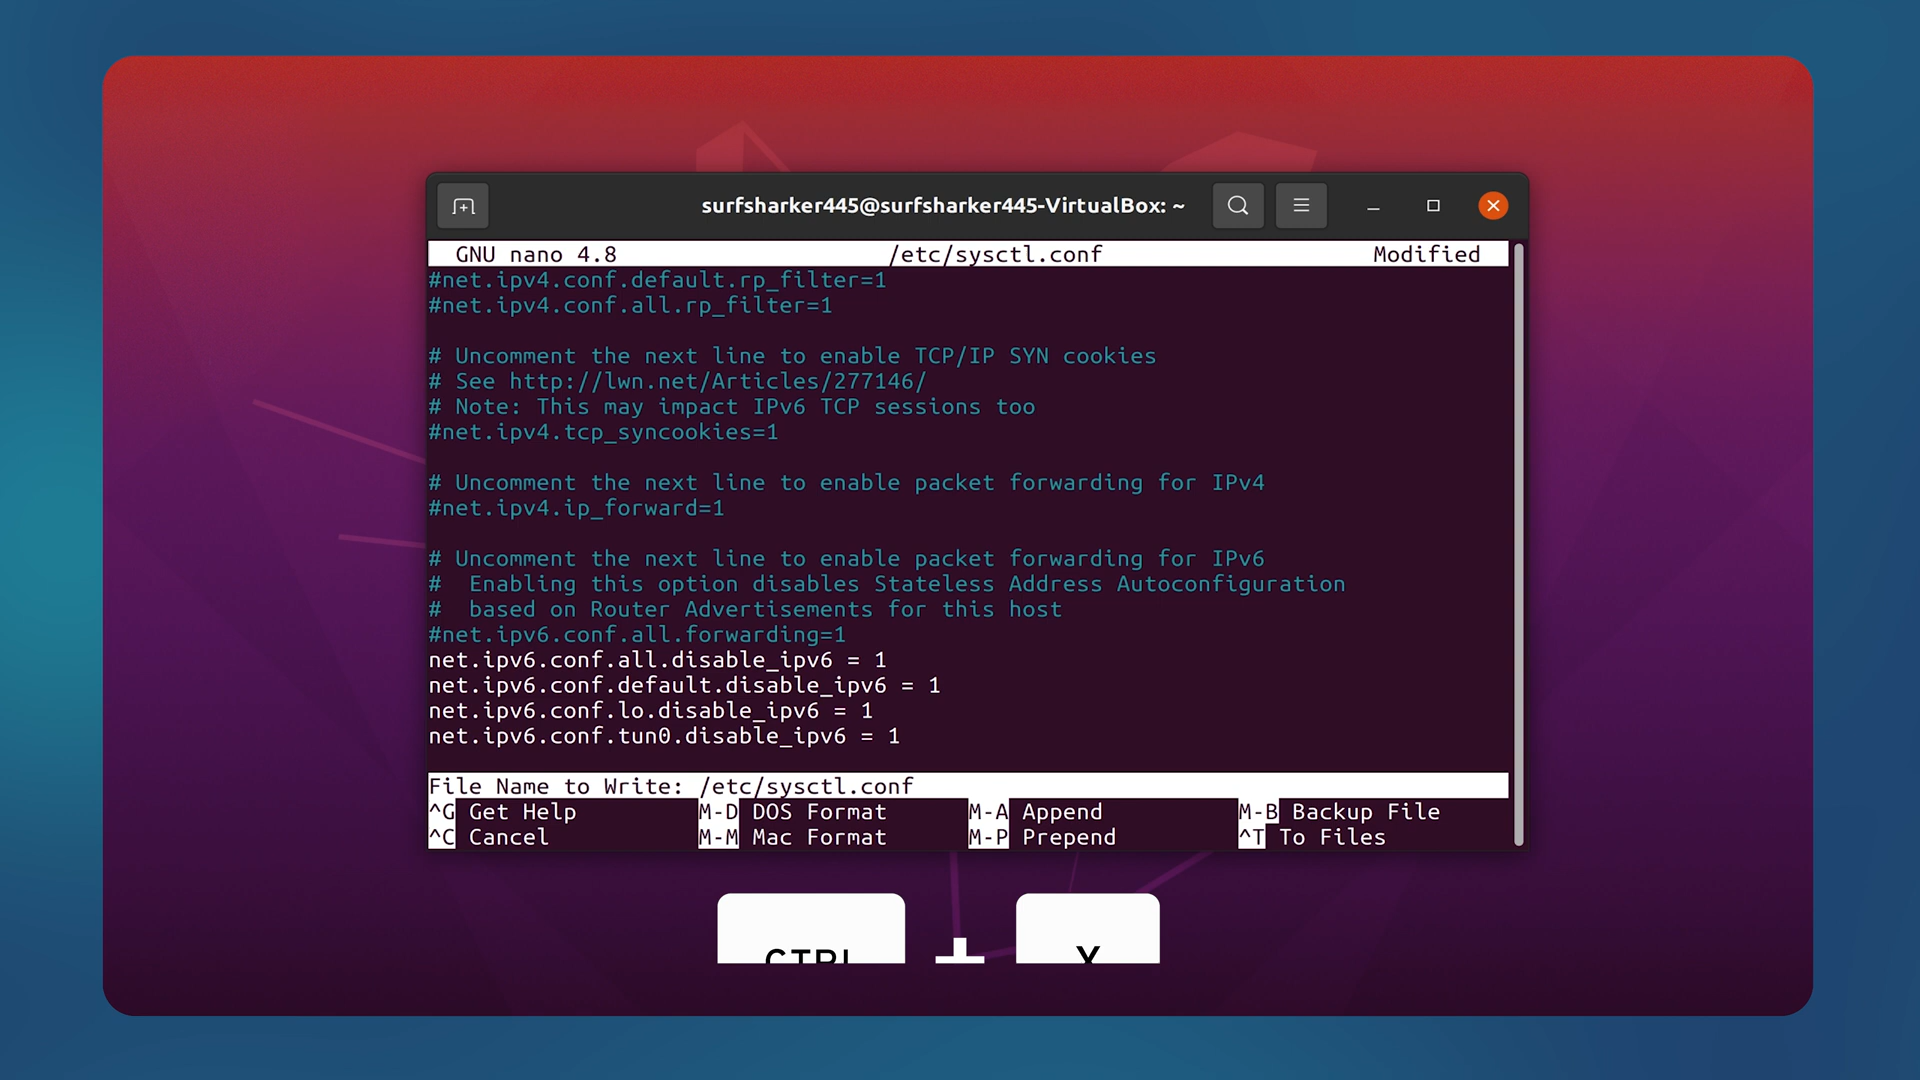 surfsharker445@surfsharker445-VirtualBox: ~
GNU nano 4.8 /etc/sysctl.conf Modified
#net.ipv4.conf.default.rp_filter=1
#net.ipv4.conf.all.rp_filter=1
# Uncomment the next line to enable TCP/IP SYN cookies
# See http://lwn.net/Articles/277146/
# Note: This may impact IPv6 TCP sessions too
#net.ipv4.tcp_syncookies=1
# Uncomment the next line to enable packet forwarding for IPv4
#net.ipv4.ip_forward=1
# Uncomment the next line to enable packet forwarding for IPv6
#  Enabling this option disables Stateless Address Autoconfiguration
#  based on Router Advertisements for this host
#net.ipv6.conf.all.forwarding=1
net.ipv6.conf.all.disable_ipv6 = 1
net.ipv6.conf.default.disable_ipv6 = 1
net.ipv6.conf.lo.disable_ipv6 = 1
net.ipv6.conf.tun0.disable_ipv6 = 1
File Name to Write: /etc/sysctl.conf
^G Get Help M-D DOS Format M-A Append M-B Backup File
^C Cancel M-M Mac Format M-P Prepend ^T To Files
CTRL + X